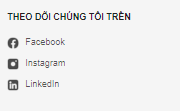 THEO DÕI CHÚNG TÔI TRÊN
Facebook
Instagram
LinkedIn